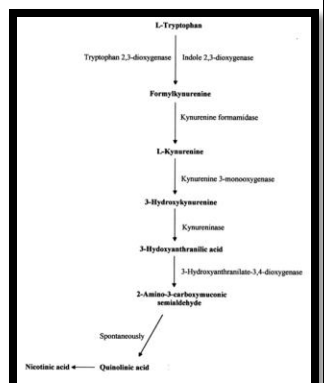 L-Tryptophan
Tryptophan 2,3-dioxygenase Indole 2,3-dioxygenase
Formylkynurenine
Kynurenine formamidase
L-Kynurenine
Kynurenine 3-monooxygenase
3-Hydroxykynurenine
Kynureninase
3-Hydoxyanthranilic acid
3-Hydroxyanthranilate-3,4-dioxygenase
2-Amino-3-carboxymuconic
semialdehyde
Spontaneously
Nicotinic acid Quinolinic acid